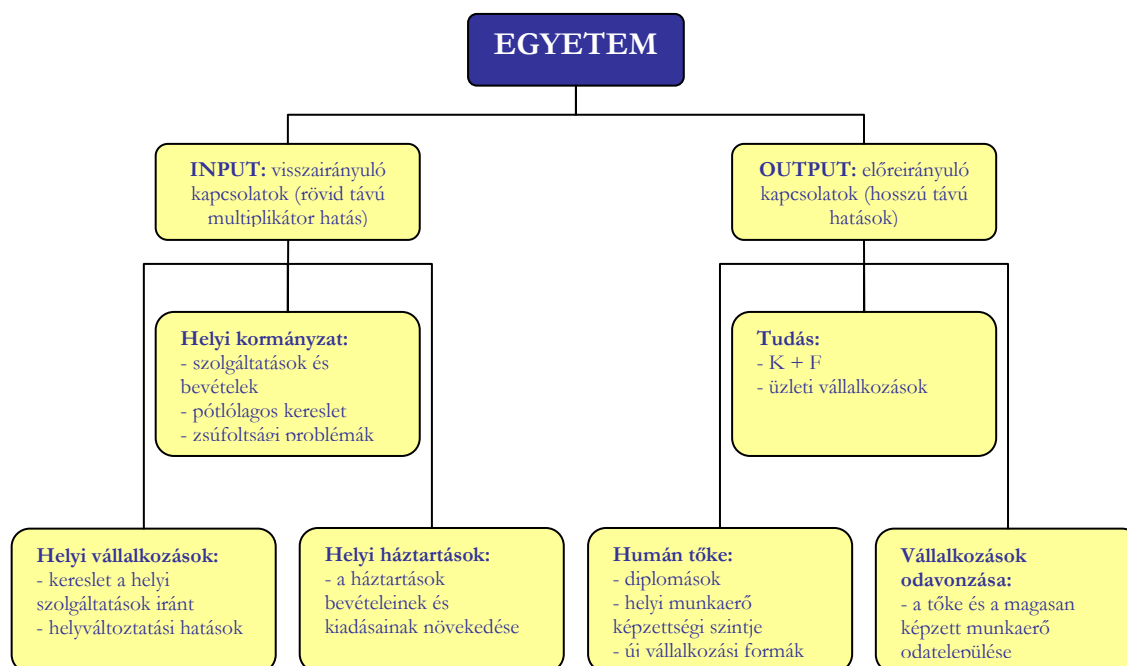 EGYETEM
INPUT: visszairányuló
kapcsolatok (rövid távú
multiplikátor hatás)
OUTPUT: előreirányuló
kapcsolatok (hosszú távú
hatások)
Helyi kormányzat:
- szolgáltatások és
bevételek
- pótlólagos kereslet
- zsúfoltsági problémák
Tudás:
- K + F
- üzleti vállalkozások
Helyi vállalkozások:
- kereslet a helyi
szolgáltatások iránt
- helyváltoztatási hatások
Helyi háztartások:
- a háztartások
bevételeinek és
kiadásainak növekedése
Humán tőke:
- diplomások
- helyi munkaerő
képzettségi szintje
- új vállalkozási formák
Vállalkozások
odavonzása:
- a tőke és a magasan
képzett munkaerő
odatelepülése